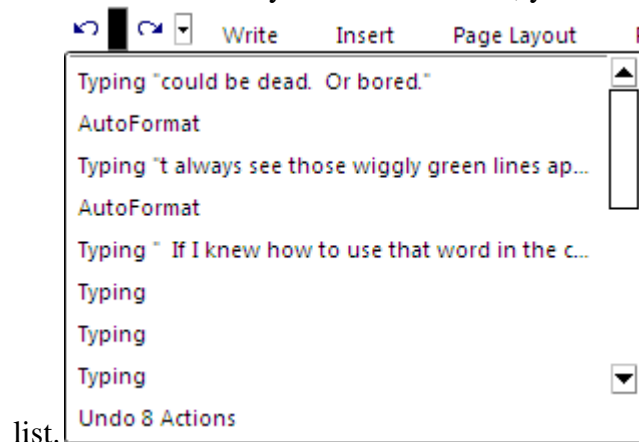 Write Insert Page Layout
Typing "could be dead.  Or bored."
AutoFormat
Typing "t always see those wiggly green lines ap...
AutoFormat
Typing "  If I knew how to use that word in the c...
Typing
Typing
Typing
Undo 8 Actions
list.